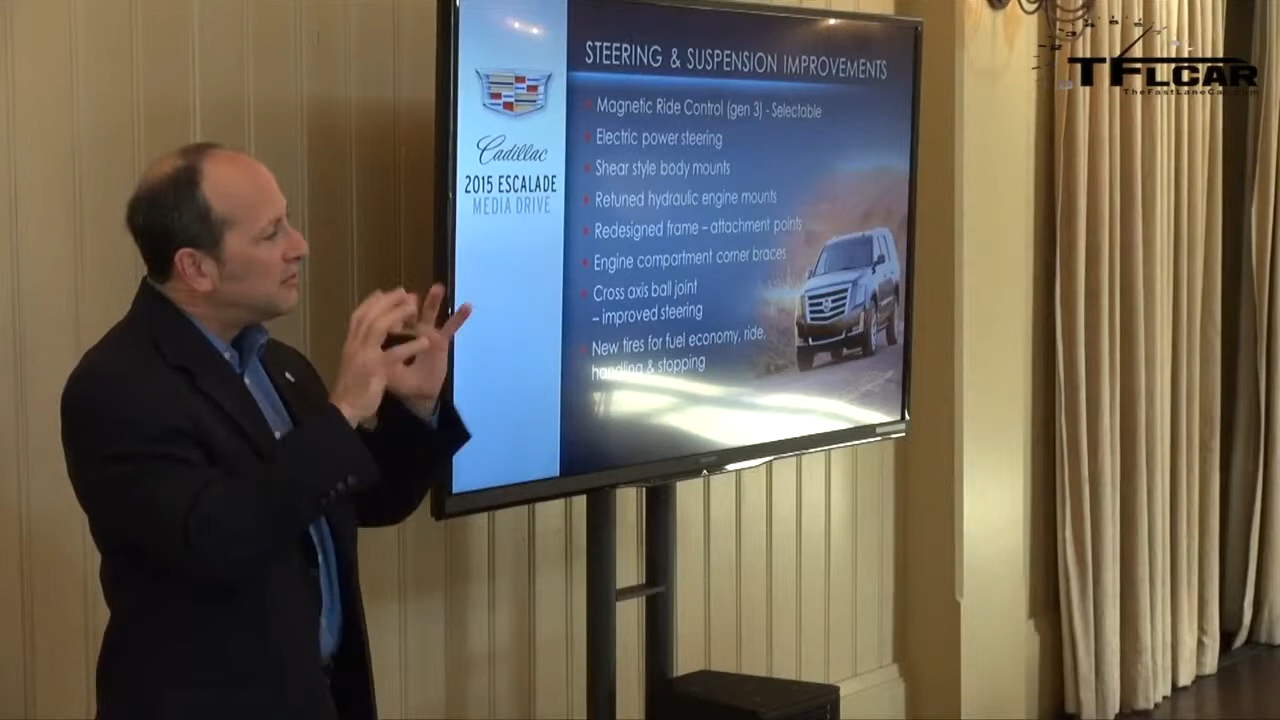 TFLCAR
TheFastLaneCar.com
Cadillac
2015 ESCALADE
MEDIA DRIVE
STEERING & SUSPENSION IMPROVEMENTS
Magnetic Ride Control (gen 3) - Selectable
Electric power steering
Shear style body mounts
Retuned hydraulic engine mounts
Redesigned frame – attachment points
Engine compartment corner braces
Cross axis ball joint
– improved steering
New tires for fuel economy, ride,
handling & stopping